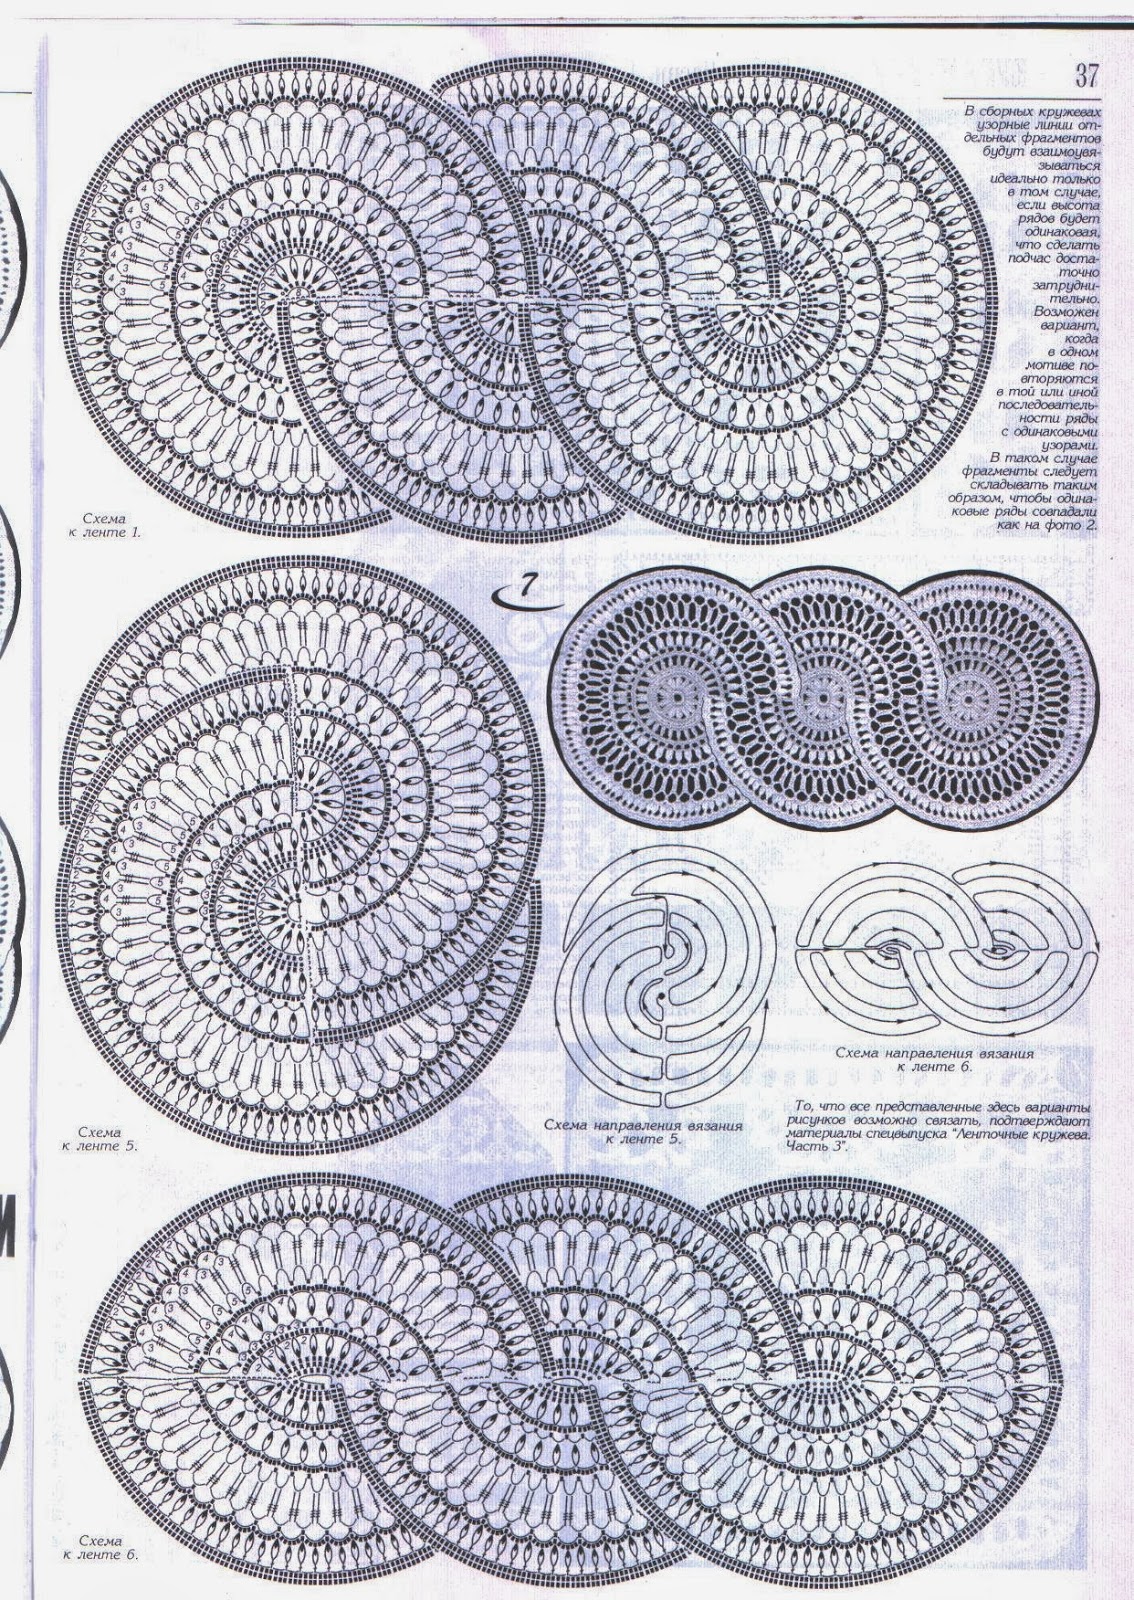 37
В сборных кружевах
узорные линии от-
дельных фрагментов
будут взаимоувя-
зываться
идеально только
в том случае,
если высота
рядов будет
одинаковая,
что сделать
подчас доста-
точно
затрудни-
тельно.
Возможен
вариант,
когда
в одном
мотиве по-
вторяются
в той или иной
последователь-
ности ряды
с одинаковыми
узорами.
В таком случае
фрагменты следует
складывать таким
образом, чтобы одина-
ковые ряды совпадали
как на фото 2.
Схема
к ленте 1.
7
Схема направления вязания
к ленте 6.
Схема направления вязания
к ленте 5.
То, что все представленные здесь варианты
рисунков возможно связать, подтверждают
материалы спецвыпуска "Ленточные кружева.
Часть 3".
Схема
к ленте 5.
Схема
к ленте 6.